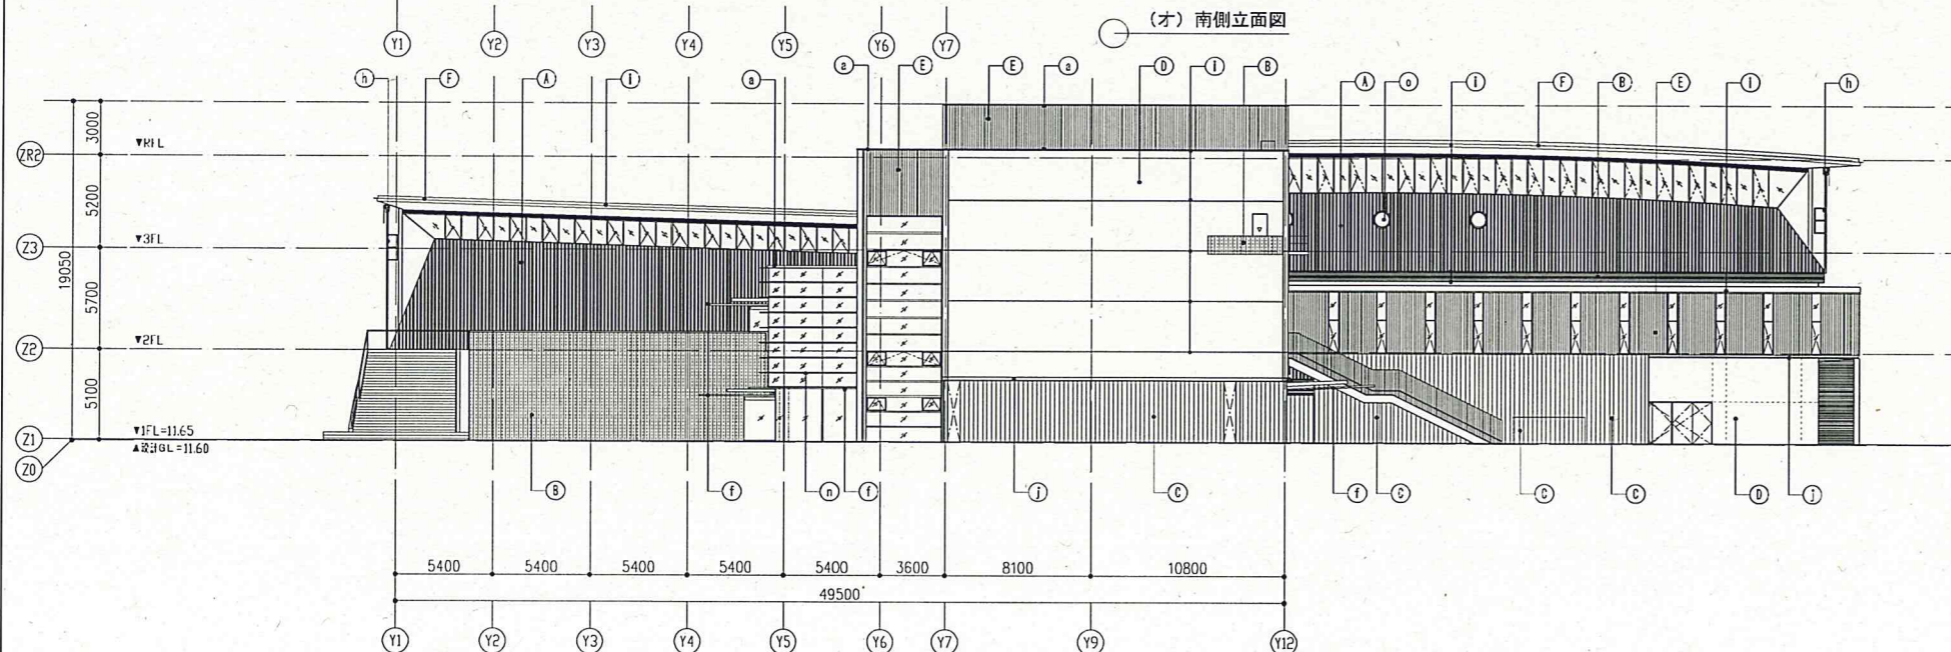 (オ) 南側立面図
Y1 Y2 Y3 Y4 Y5 Y6 Y7
h F A i a a E E a D i B A o i F B E l h
3000
ZR2 ▼RFL
5200
Z3 ▼3FL
19050
5700
Z2 ▼2FL
5100
Z1 ▼1FL=11.65
Z0 ▲設計GL=11.60
B f n f j C f C C C D j
5400 5400 5400 5400 5400 3600 8100 10800
49500
Y1 Y2 Y3 Y4 Y5 Y6 Y7 Y9 Y12